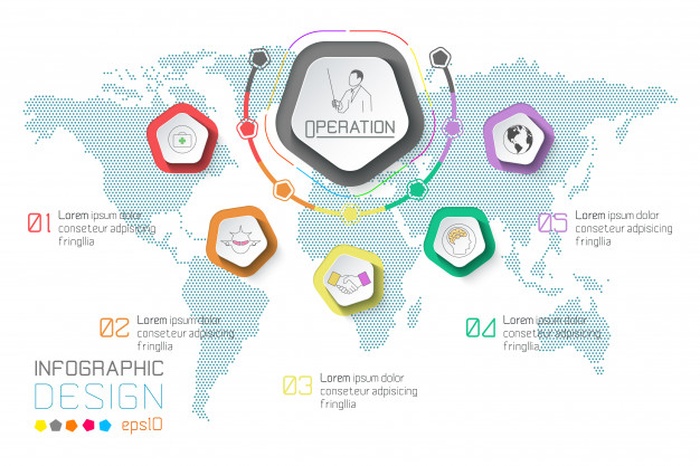 OPERATION
01 Lorem ipsum dolor
conseteur adpisicing
fringllia
05 Lorem ipsum dolor
conseteur adpisicing
fringllia
02 Lorem ipsum dolor
conseteur adpisicing
fringllia
04 Lorem ipsum dolor
conseteur adpisicing
fringllia
03 Lorem ipsum dolor
conseteur adpisicing
fringllia
INFOGRAPHIC
DESIGN
eps10